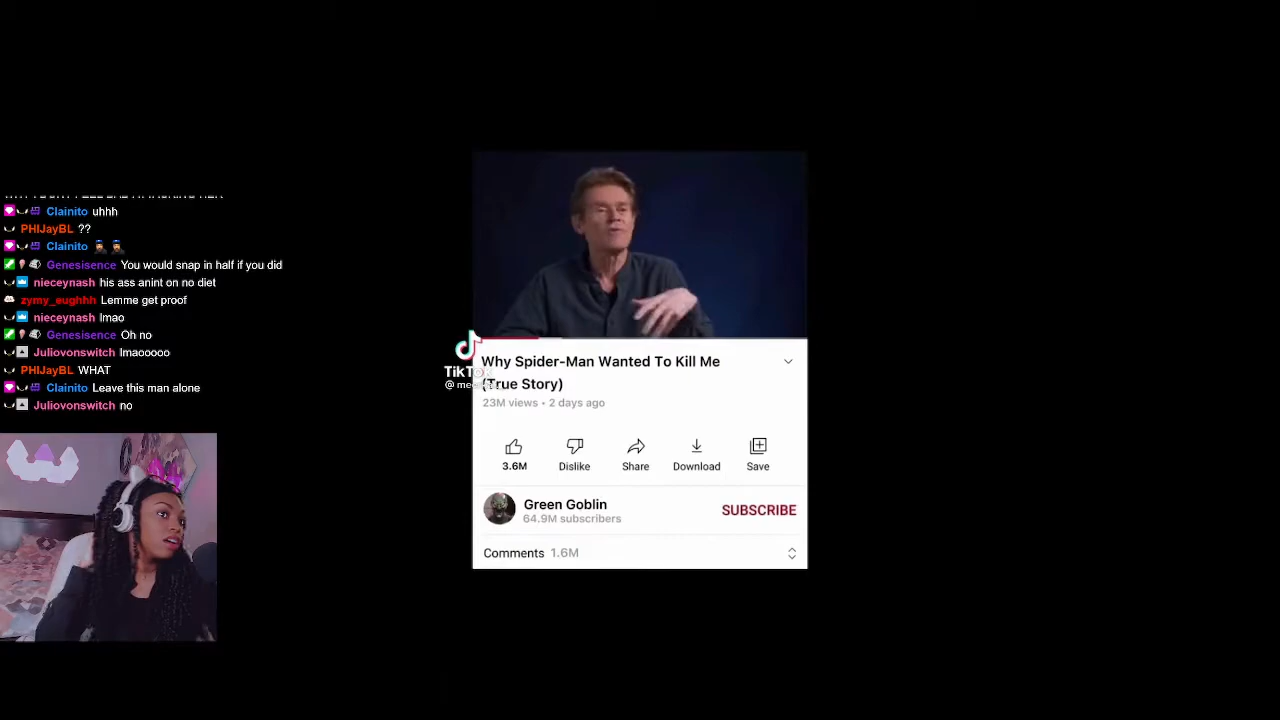 Clainito uhhh
PHIJayBL ??
Clainito
Genesisence You would snap in half if you did
nieceynash his ass anint on no diet
zymy_eughhh Lemme get proof
nieceynash lmao
Genesisence Oh no
Juliovonswitch lmaooooo
PHIJayBL WHAT
Clainito Leave this man alone
Juliovonswitch no
TikTok
Why Spider-Man Wanted To Kill Me
(True Story)
23M views • 2 days ago
3.6M Dislike Share Download Save
Green Goblin
64.9M subscribers
SUBSCRIBE
Comments 1.6M